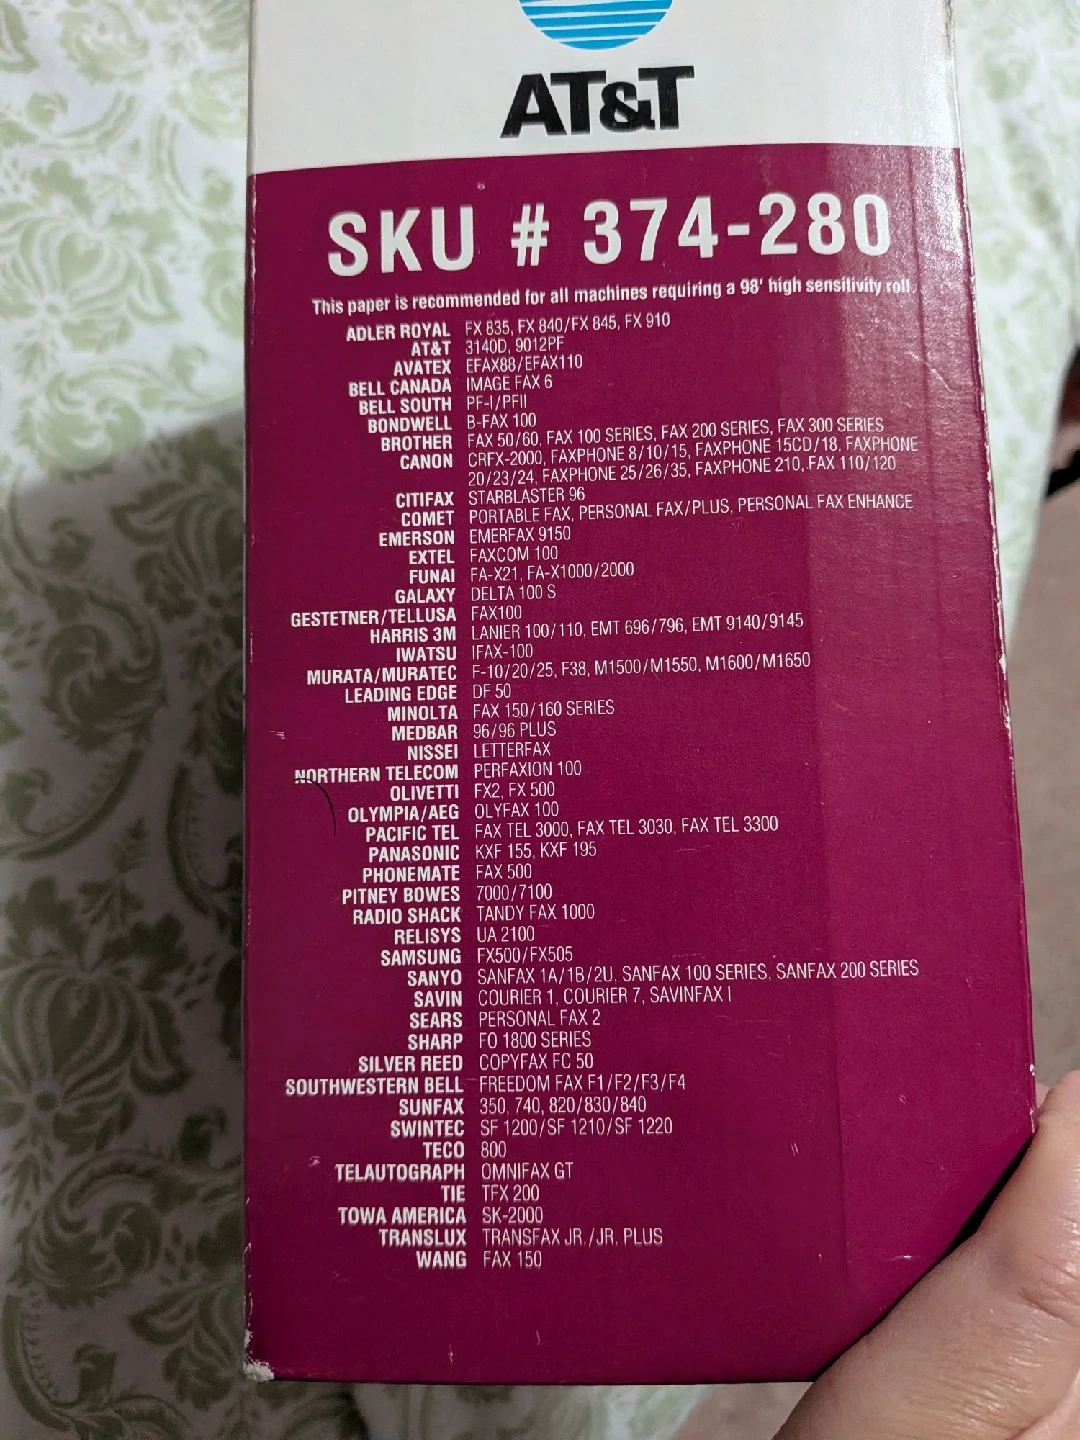 AT&T
SKU # 374-280
This paper is recommended for all machines requiring a 98' high sensitivity roll.
ADLER ROYAL FX 835, FX 840/FX 845, FX 910
AT&T 3140D, 9012PF
AVATEX EFAX88/EFAX110
BELL CANADA IMAGE FAX 6
BELL SOUTH PF-I/PFII
BONDWELL B-FAX 100
BROTHER FAX 50/60, FAX 100 SERIES, FAX 200 SERIES, FAX 300 SERIES
CANON CRFX-2000, FAXPHONE 8/10/15, FAXPHONE 15CD/18, FAXPHONE
20/23/24, FAXPHONE 25/26/35, FAXPHONE 210, FAX 110/120
CITIFAX STARBLASTER 96
COMET PORTABLE FAX, PERSONAL FAX/PLUS, PERSONAL FAX ENHANCE
EMERSON EMERFAX 9150
EXTEL FAXCOM 100
FUNAI FA-X21, FA-X1000/2000
GALAXY DELTA 100 S
GESTETNER/TELLUSA FAX100
HARRIS 3M LANIER 100/110, EMT 696/796, EMT 9140/9145
IWATSU IFAX-100
MURATA/MURATEC F-10/20/25, F38, M1500/M1550, M1600/M1650
LEADING EDGE DF 50
MINOLTA FAX 150/160 SERIES
MEDBAR 96/96 PLUS
NISSEI LETTERFAX
NORTHERN TELECOM PERFAXION 100
OLIVETTI FX2, FX 500
OLYMPIA/AEG OLYFAX 100
PACIFIC TEL FAX TEL 3000, FAX TEL 3030, FAX TEL 3300
PANASONIC KXF 155, KXF 195
PHONEMATE FAX 500
PITNEY BOWES 7000/7100
RADIO SHACK TANDY FAX 1000
RELISYS UA 2100
SAMSUNG FX500/FX505
SANYO SANFAX 1A/1B/2U, SANFAX 100 SERIES, SANFAX 200 SERIES
SAVIN COURIER 1, COURIER 7, SAVINFAX I
SEARS PERSONAL FAX 2
SHARP FO 1800 SERIES
SILVER REED COPYFAX FC 50
SOUTHWESTERN BELL FREEDOM FAX F1/F2/F3/F4
SUNFAX 350, 740, 820/830/840
SWINTEC SF 1200/SF 1210/SF 1220
TECO 800
TELAUTOGRAPH OMNIFAX GT
TIE TFX 200
TOWA AMERICA SK-2000
TRANSLUX TRANSFAX JR./JR. PLUS
WANG FAX 150